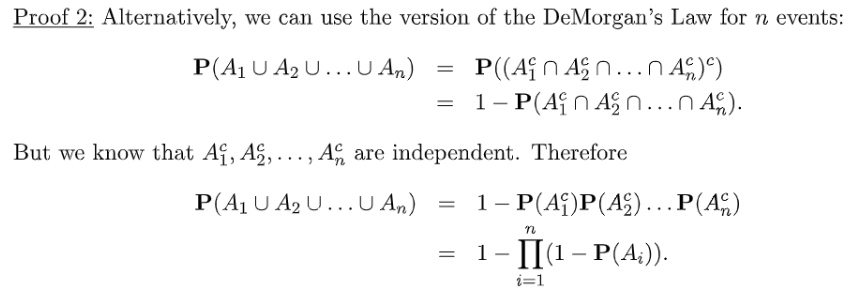 Proof 2: Alternatively, we can use the version of the DeMorgan's Law for n events:
P(A₁ ∪ A₂ ∪ … ∪ Aₙ) = P((A₁ᶜ ∩ A₂ᶜ ∩ … ∩ Aₙᶜ)ᶜ)
= 1 − P(A₁ᶜ ∩ A₂ᶜ ∩ … ∩ Aₙᶜ).
But we know that A₁ᶜ, A₂ᶜ, …, Aₙᶜ are independent. Therefore
P(A₁ ∪ A₂ ∪ … ∪ Aₙ) = 1 − P(A₁ᶜ)P(A₂ᶜ) … P(Aₙᶜ)
= 1 − ∏ᵢ₌₁ⁿ (1 − P(Aᵢ)).